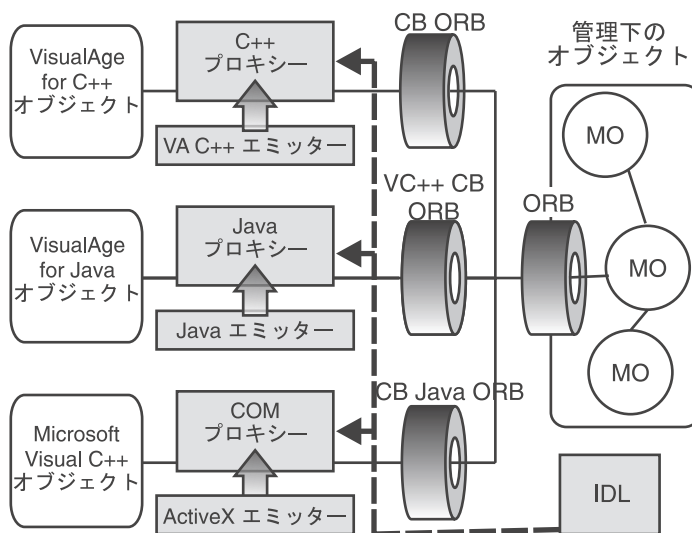 VisualAge
for C++
オブジェクト
C++
プロキシー
VA C++ エミッター
CB ORB
管理下の
オブジェクト
MO
VisualAge
for Java
オブジェクト
Java
プロキシー
Java エミッター
VC++ CB
ORB
ORB
MO
MO
Microsoft
Visual C++
オブジェクト
COM
プロキシー
ActiveX エミッター
CB Java ORB
IDL